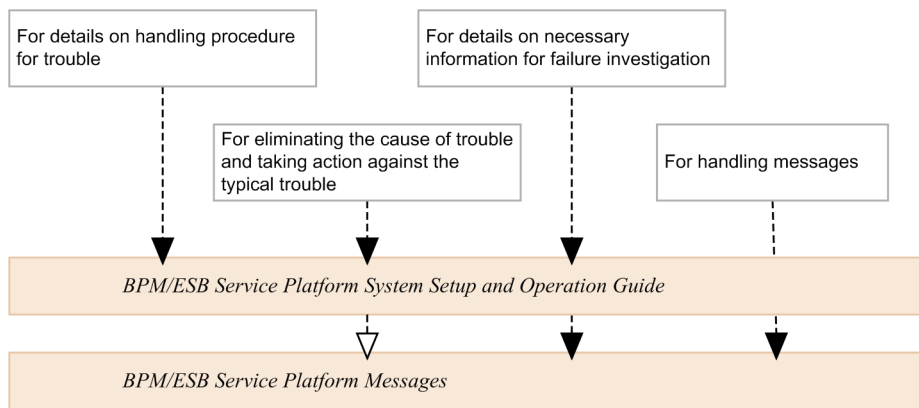 For details on handling procedure
for trouble
For details on necessary
information for failure investigation
For eliminating the cause of trouble
and taking action against the
typical trouble
For handling messages
BPM/ESB Service Platform System Setup and Operation Guide
BPM/ESB Service Platform Messages